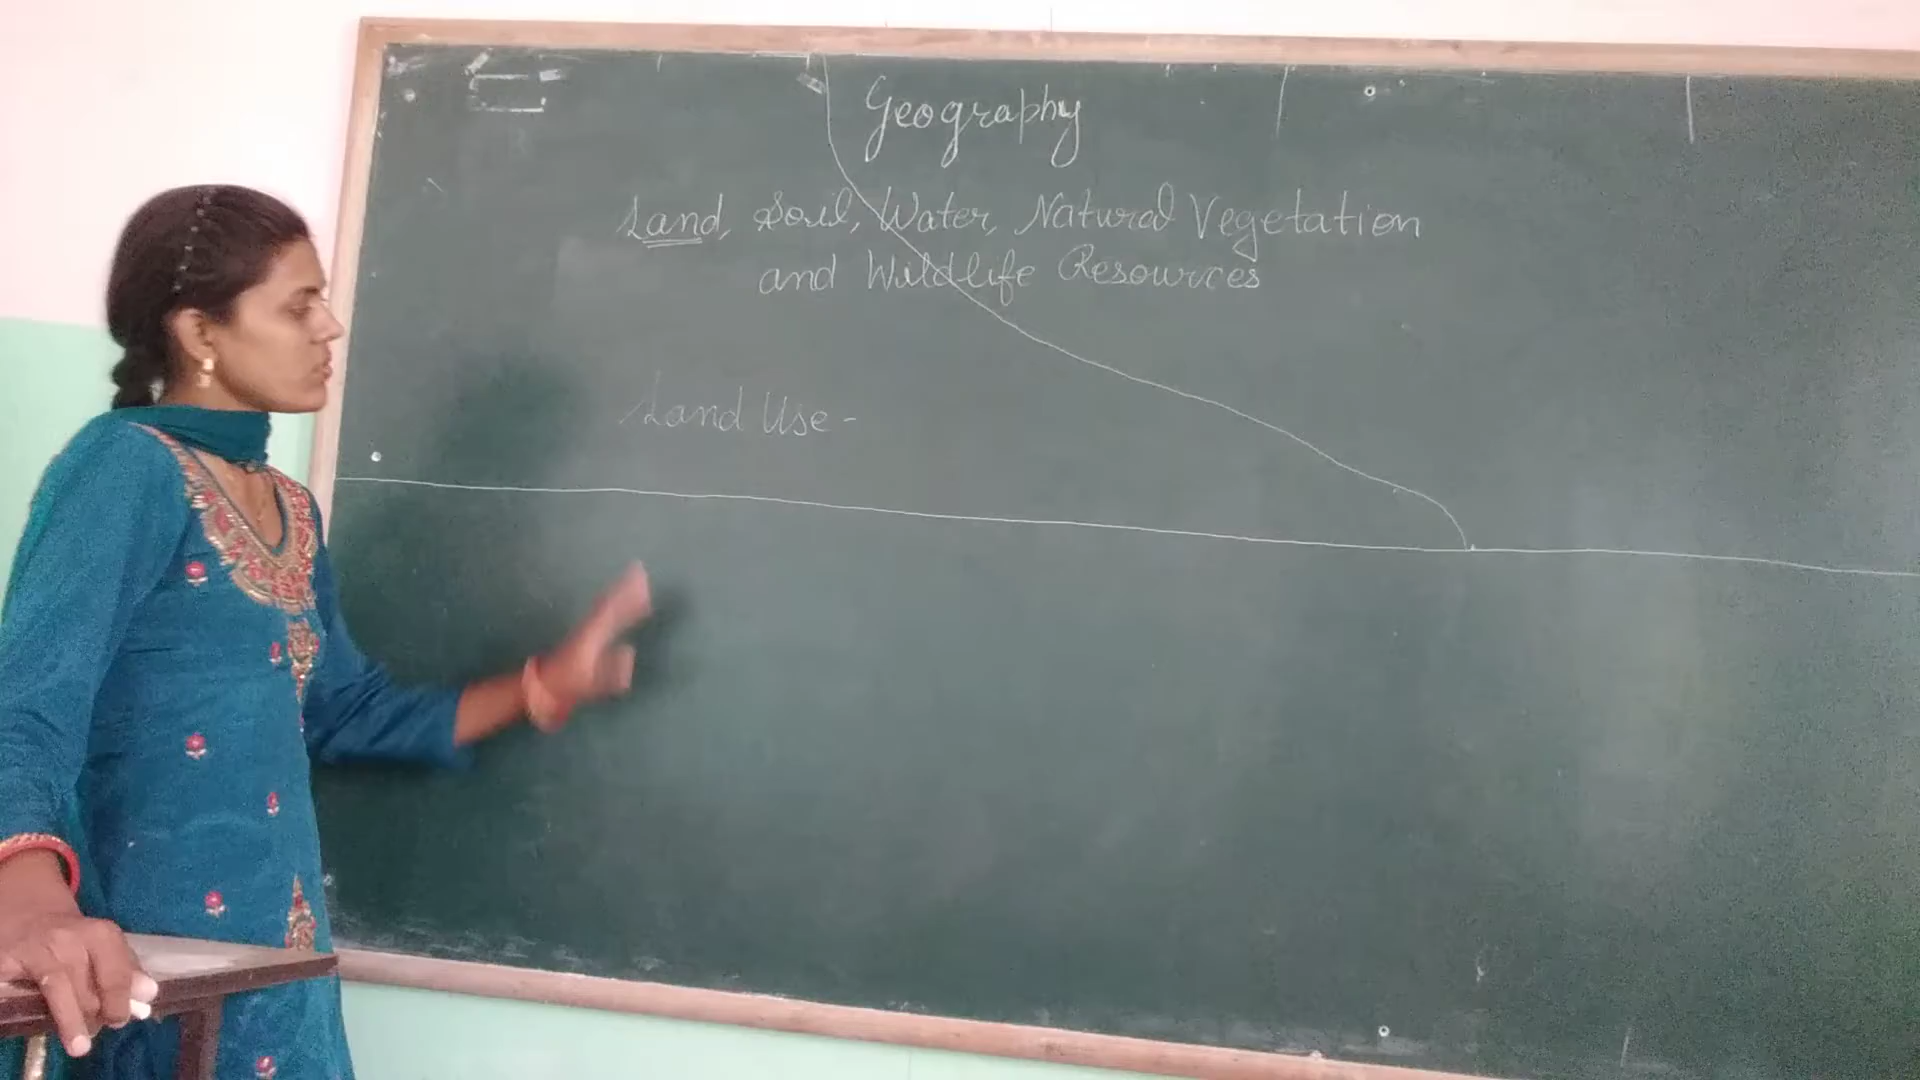 Geography
Land, Soil, Water, Natural Vegetation
and Wildlife Resources
Land Use -